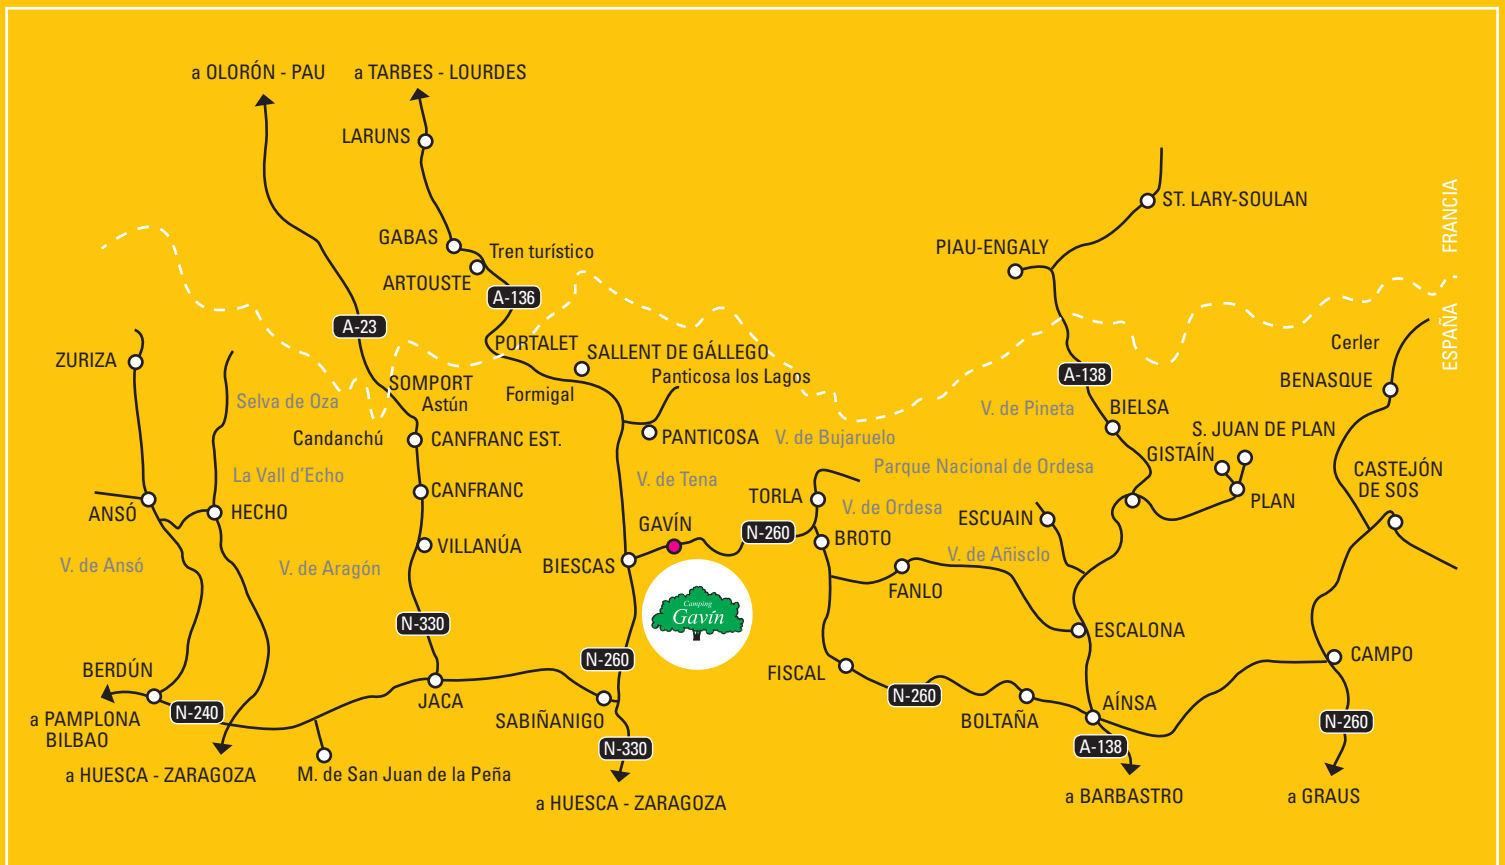 a OLORÓN - PAU
a TARBES - LOURDES
LARUNS
FRANCIA
ST. LARY-SOULAN
GABAS
Tren turístico
PIAU-ENGALY
ARTOUSTE
A-136
A-23
ESPAÑA
PORTALET
SALLENT DE GÁLLEGO
Cerler
ZURIZA
Panticosa los Lagos
A-138
BENASQUE
SOMPORT
Astún
Formigal
Selva de Oza
V. de Pineta
BIELSA
Candanchú
CANFRANC EST.
PANTICOSA
V. de Bujaruelo
S. JUAN DE PLAN
GISTAÍN
La Vall d'Echo
V. de Tena
Parque Nacional de Ordesa
CASTEJÓN
DE SOS
CANFRANC
TORLA
PLAN
ANSÓ
HECHO
V. de Ordesa
ESCUAIN
GAVÍN
N-260
BROTO
VILLANÚA
V. de Ansó
V. de Aragón
BIESCAS
V. de Añisclo
FANLO
Camping
Gavín
N-330
ESCALONA
N-260
CAMPO
BERDÚN
FISCAL
JACA
N-260
AÍNSA
N-240
a PAMPLONA
BILBAO
SABIÑANIGO
BOLTAÑA
N-260
N-330
A-138
a HUESCA - ZARAGOZA
M. de San Juan de la Peña
a HUESCA - ZARAGOZA
a BARBASTRO
a GRAUS